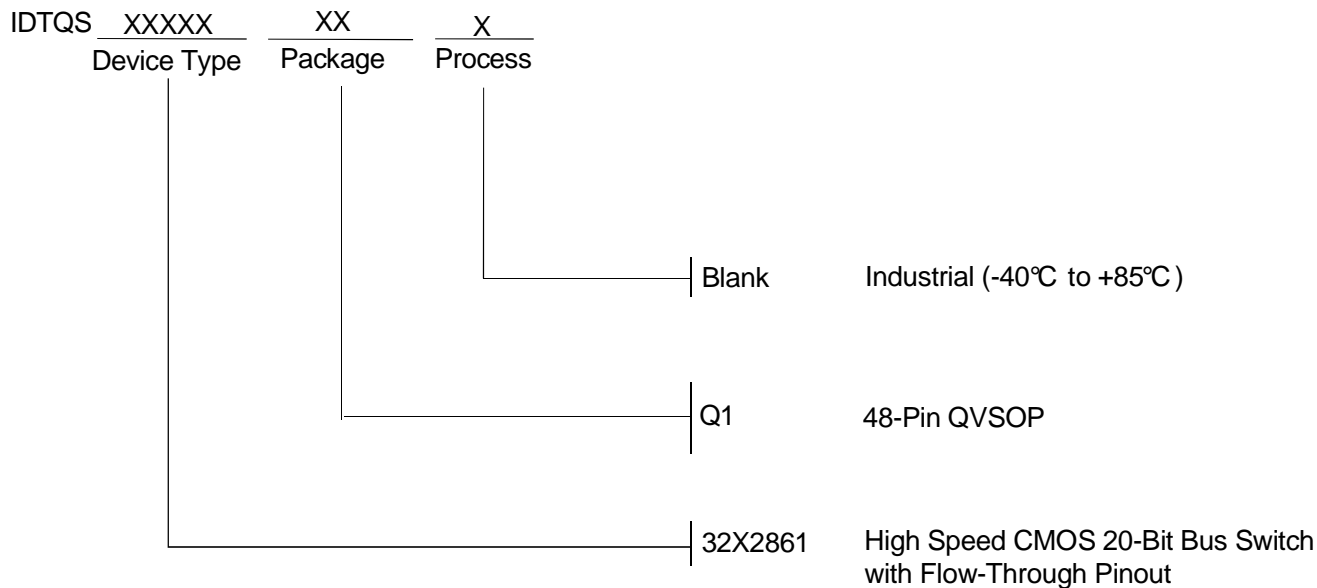 IDTQS XXXXX XX X
Device Type Package Process
Blank Industrial (-40°C to +85°C)
Q1 48-Pin QVSOP
32X2861 High Speed CMOS 20-Bit Bus Switch
with Flow-Through Pinout